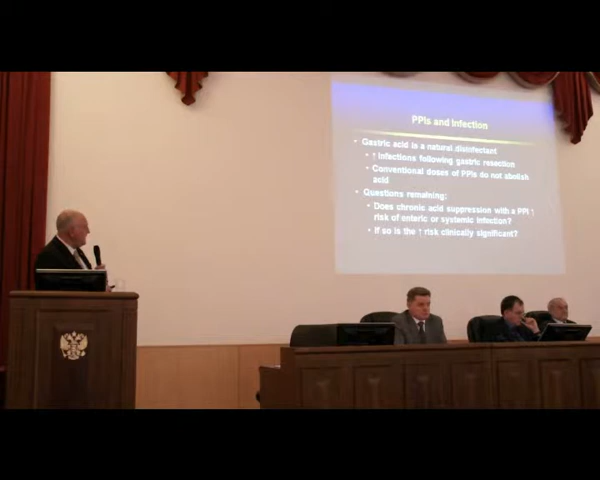 PPIs and Infection
• Gastric acid is a natural disinfectant
• ↑ Infections following gastric resection
• Conventional doses of PPIs do not abolish
acid
• Questions remaining:
• Does chronic acid suppression with a PPI ↑
risk of enteric or systemic infection?
• If so is the ↑ risk clinically significant?